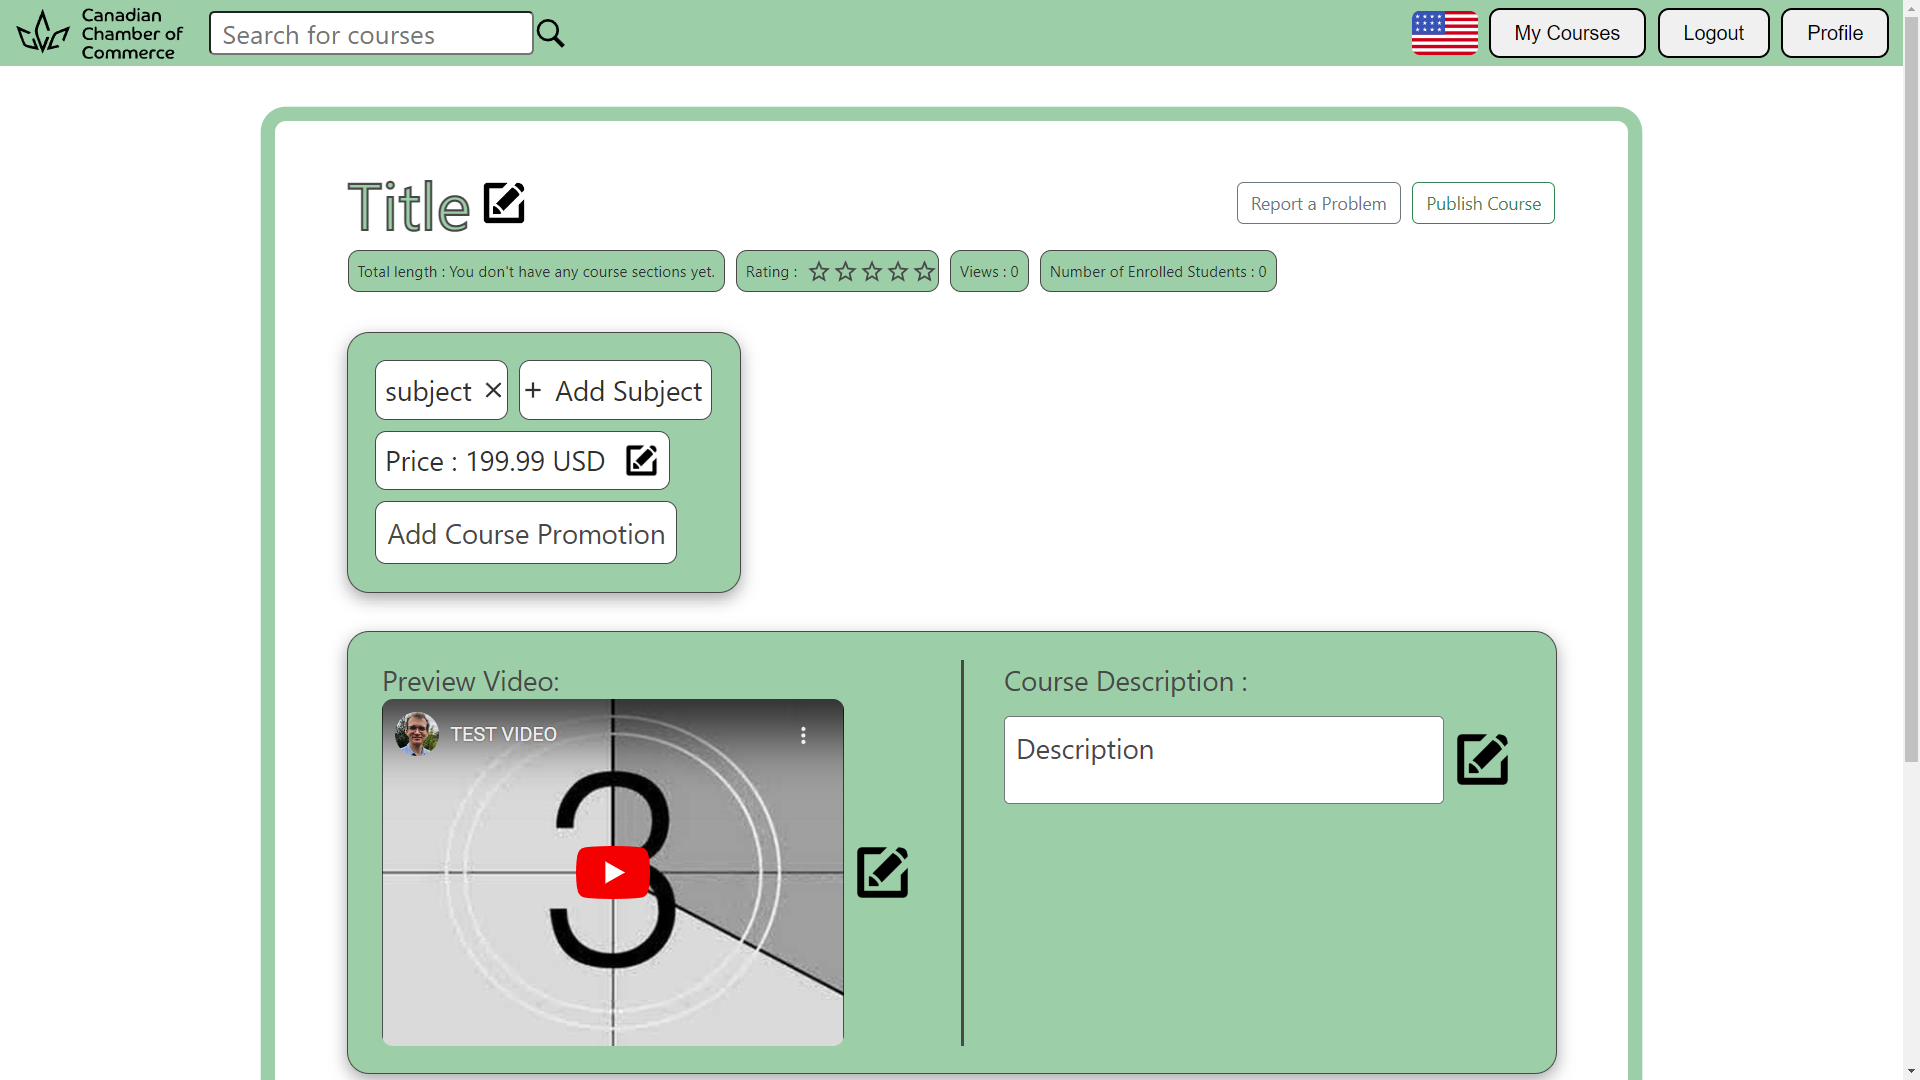 Canadian
Chamber of
Commerce
Search for courses
My Courses
Logout
Profile
Title
Report a Problem
Publish Course
Total length : You don't have any course sections yet.
Rating :
Views : 0
Number of Enrolled Students : 0
subject
+ Add Subject
Price : 199.99 USD
Add Course Promotion
Preview Video:
TEST VIDEO
3
Course Description :
Description